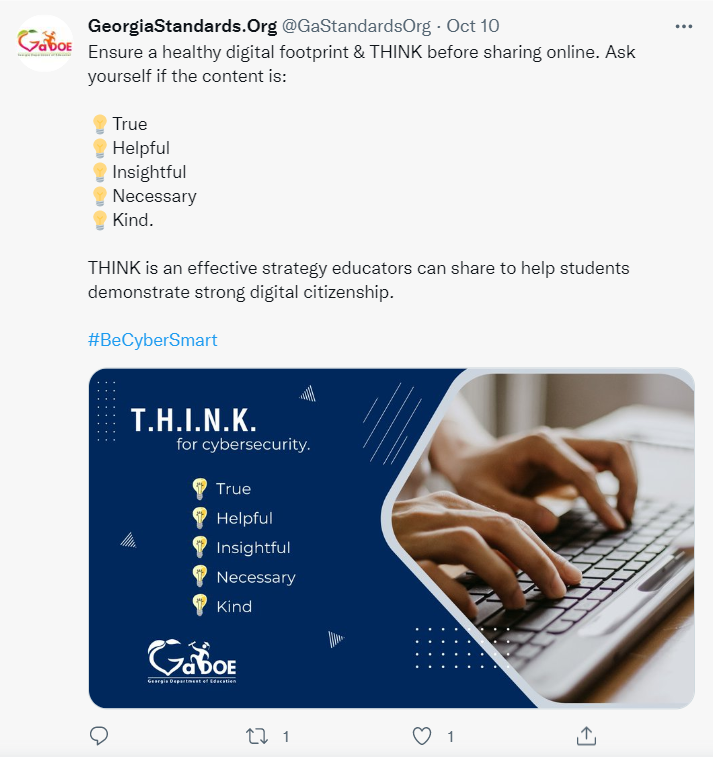 GeorgiaStandards.Org @GaStandardsOrg · Oct 10
Ensure a healthy digital footprint & THINK before sharing online. Ask
yourself if the content is:
True
Helpful
Insightful
Necessary
Kind.
THINK is an effective strategy educators can share to help students
demonstrate strong digital citizenship.
#BeCyberSmart
T.H.I.N.K.
for cybersecurity.
True
Helpful
Insightful
Necessary
Kind
GaDOE
Georgia Department of Education
1
1